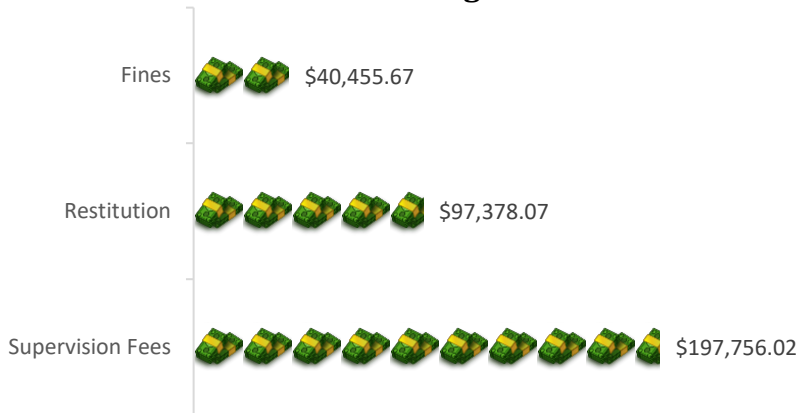 Fines
$40,455.67
Restitution
$97,378.07
Supervision Fees
$197,756.02